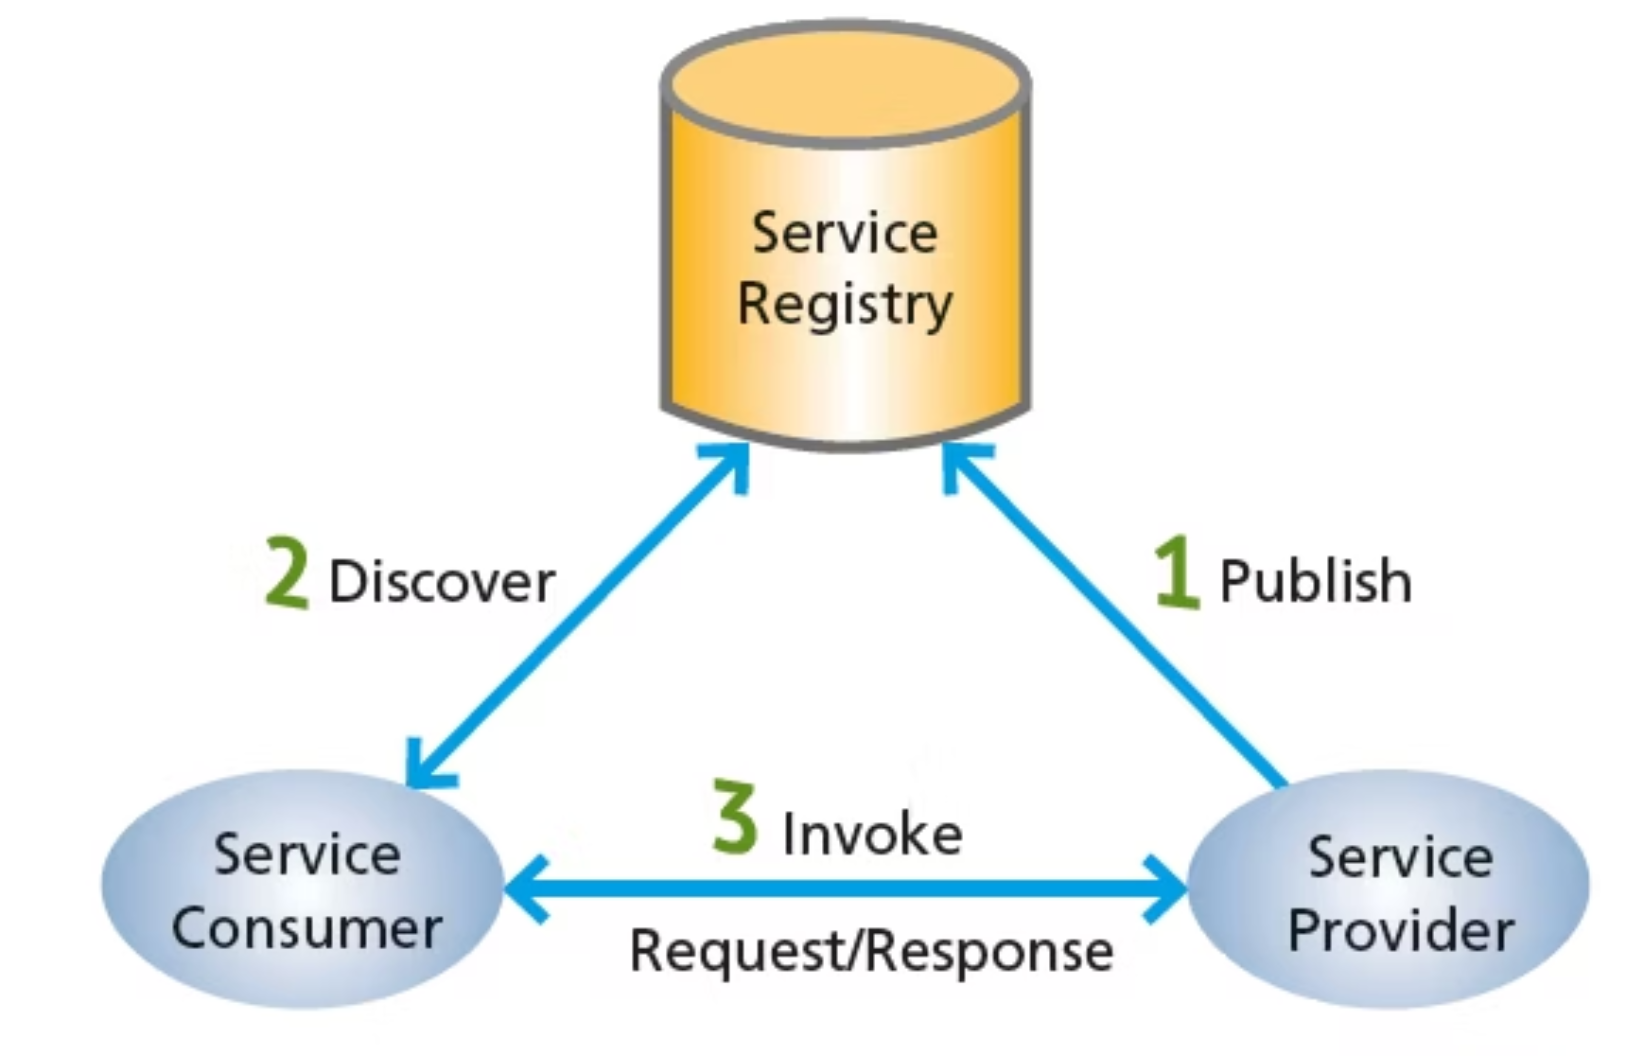 Service
Registry
2 Discover
1 Publish
3 Invoke
Request/Response
Service
Consumer
Service
Provider